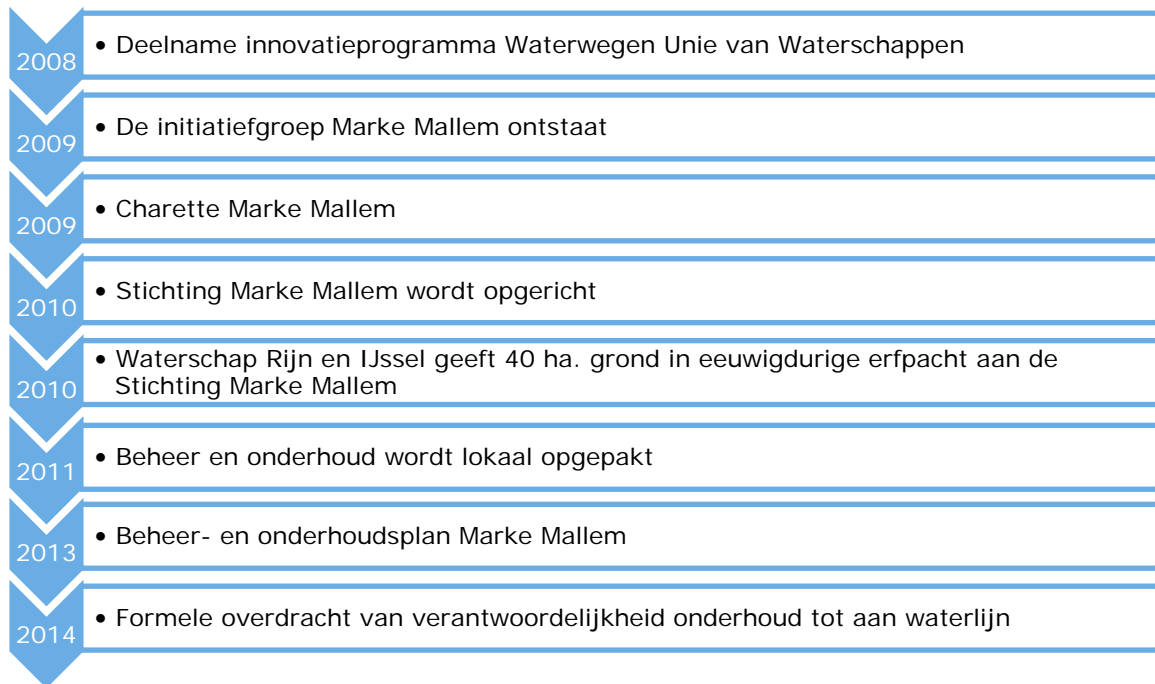 2008
• Deelname innovatieprogramma Waterwegen Unie van Waterschappen
2009
• De initiatiefgroep Marke Mallem ontstaat
2009
• Charette Marke Mallem
2010
• Stichting Marke Mallem wordt opgericht
2010
• Waterschap Rijn en IJssel geeft 40 ha. grond in eeuwigdurige erfpacht aan de
Stichting Marke Mallem
2011
• Beheer en onderhoud wordt lokaal opgepakt
2013
• Beheer- en onderhoudsplan Marke Mallem
2014
• Formele overdracht van verantwoordelijkheid onderhoud tot aan waterlijn